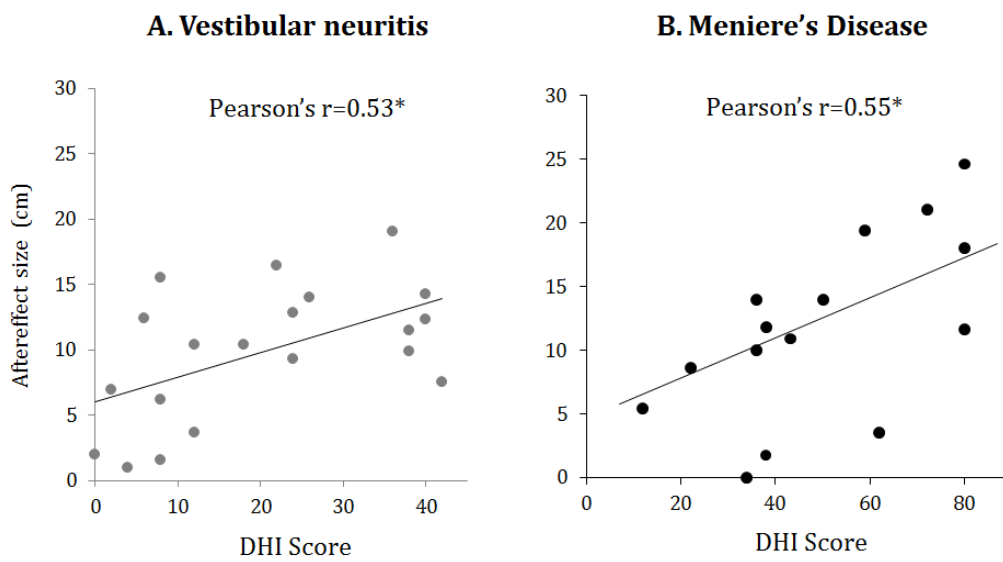 A. Vestibular neuritis
Pearson's r=0.53*
30
25
20
15
10
5
0
Aftereffect size (cm)
0 10 20 30 40
DHI Score
B. Meniere's Disease
Pearson's r=0.55*
30
25
20
15
10
5
0
0 20 40 60 80
DHI Score